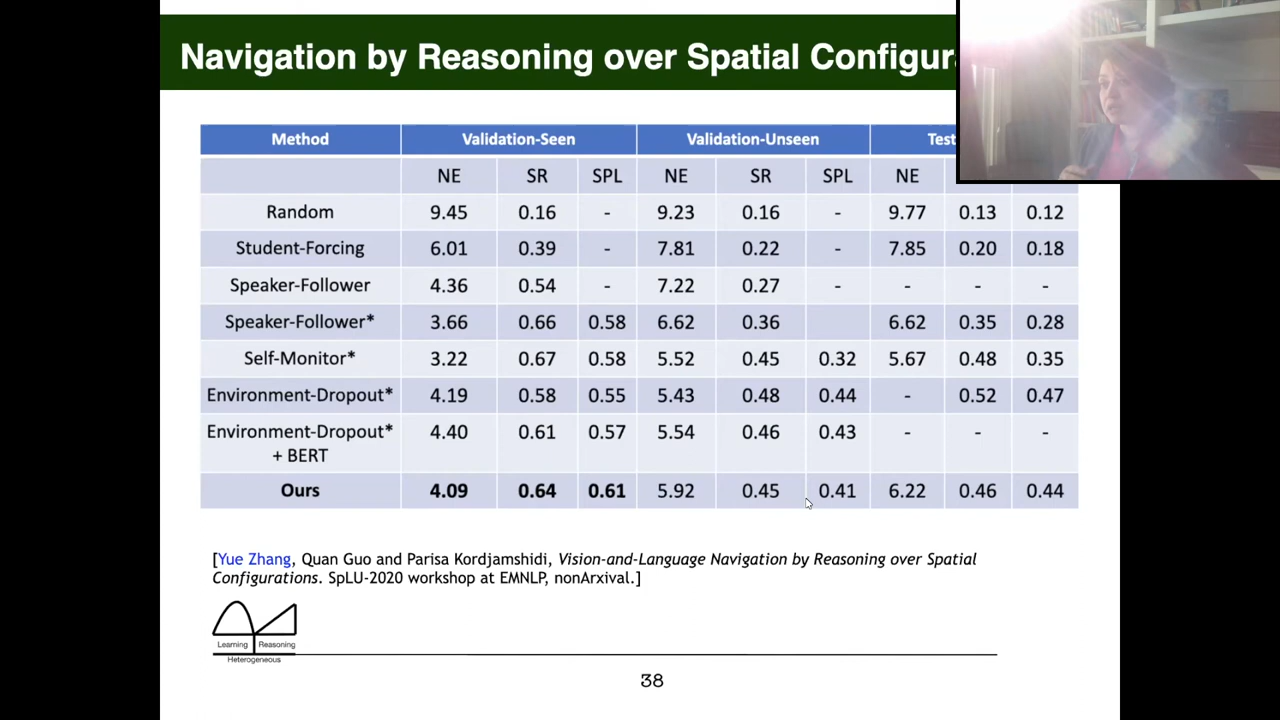 Navigation by Reasoning over Spatial
Method Validation-Seen Validation-Unseen Test
NE SR SPL NE SR SPL NE
Random 9.45 0.16 - 9.23 0.16 - 9.77 0.13 0.12
Student-Forcing 6.01 0.39 - 7.81 0.22 - 7.85 0.20 0.18
Speaker-Follower 4.36 0.54 - 7.22 0.27 - - - -
Speaker-Follower* 3.66 0.66 0.58 6.62 0.36 6.62 0.35 0.28
Self-Monitor* 3.22 0.67 0.58 5.52 0.45 0.32 5.67 0.48 0.35
Environment-Dropout* 4.19 0.58 0.55 5.43 0.48 0.44 - 0.52 0.47
Environment-Dropout* 4.40 0.61 0.57 5.54 0.46 0.43 - - -
+ BERT
Ours 4.09 0.64 0.61 5.92 0.45 0.41 6.22 0.46 0.44
[Yue Zhang, Quan Guo and Parisa Kordjamshidi, Vision-and-Language Navigation by Reasoning over Spatial
Configurations. SpLU-2020 workshop at EMNLP, nonArxival.]
Learning Reasoning
Heterogeneous
38